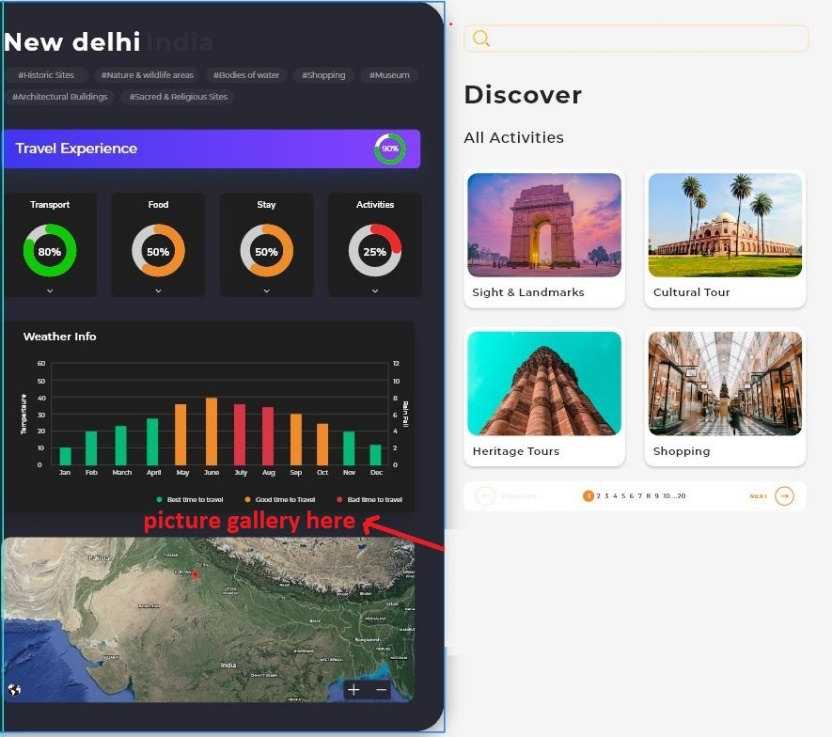 New delhi India
#Historic Sites #Nature & wildlife areas #Bodies of water #Shopping #Museum
#Architectural Buildings #Sacred & Religious Sites
Travel Experience 90%
Transport Food Stay Activities
80% 50% 50% 25%
Weather Info
60 12
50 10
40 8
30 6
20 4
10 2
0 0
Tempertaure
Rain Fall
Jan Feb March April May June July Aug Sep Oct Nov Dec
Best time to travel Good time to Travel Bad time to travel
picture gallery here
Delhi
India
Bangladesh
+ −
Discover
All Activities
Sight & Landmarks Cultural Tour
Heritage Tours Shopping
1 2 3 4 5 6 7 8 9 10...20 NEXT